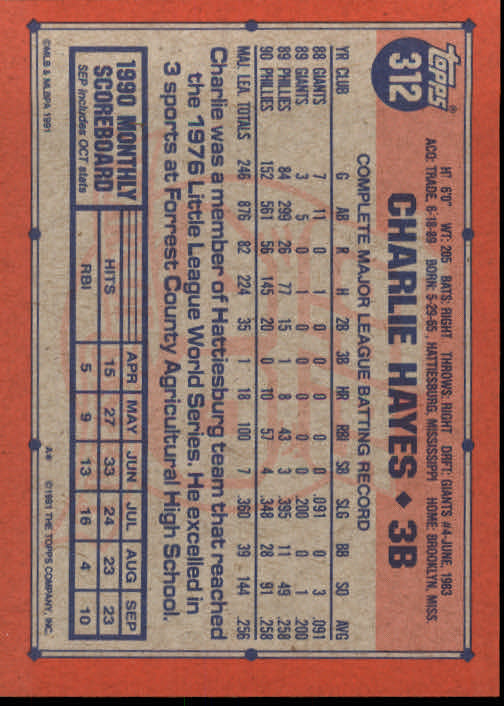 topps®
312
HT: 6'0" WT: 205 BATS: RIGHT THROWS: RIGHT DRFT: GIANTS #4-JUNE, 1983
ACQ: TRADE, 6-18-89 BORN: 5-29-65, HATTIESBURG, MISSISSIPPI HOME: BROOKLYN, MISS.
CHARLIE HAYES ♦ 3B
COMPLETE MAJOR LEAGUE BATTING RECORD
YR CLUB G AB R H 2B 3B HR RBI SB SLG BB SO AVG
88 GIANTS 7 11 0 1 0 0 0 0 0 .091 0 3 .091
89 GIANTS 3 5 0 1 0 0 0 0 0 .200 0 1 .200
89 PHILLIES 84 299 26 77 15 1 8 43 3 .395 11 49 .258
90 PHILLIES 152 561 56 145 20 0 10 57 4 .348 28 91 .258
MAJ. LEA. TOTALS 246 876 82 224 35 1 18 100 7 .360 39 144 .256
Charlie was a member of Hattiesburg team that reached
the 1976 Little League World Series. He excelled in
3 sports at Forrest County Agricultural High School.
1990 MONTHLY
SCOREBOARD
SEP includes OCT stats
APR MAY JUN JUL AUG SEP
HITS 15 27 33 24 23 23
RBI 5 9 13 16 4 10
©MLB & MLBPA 1991
A* ©1991 THE TOPPS COMPANY, INC.